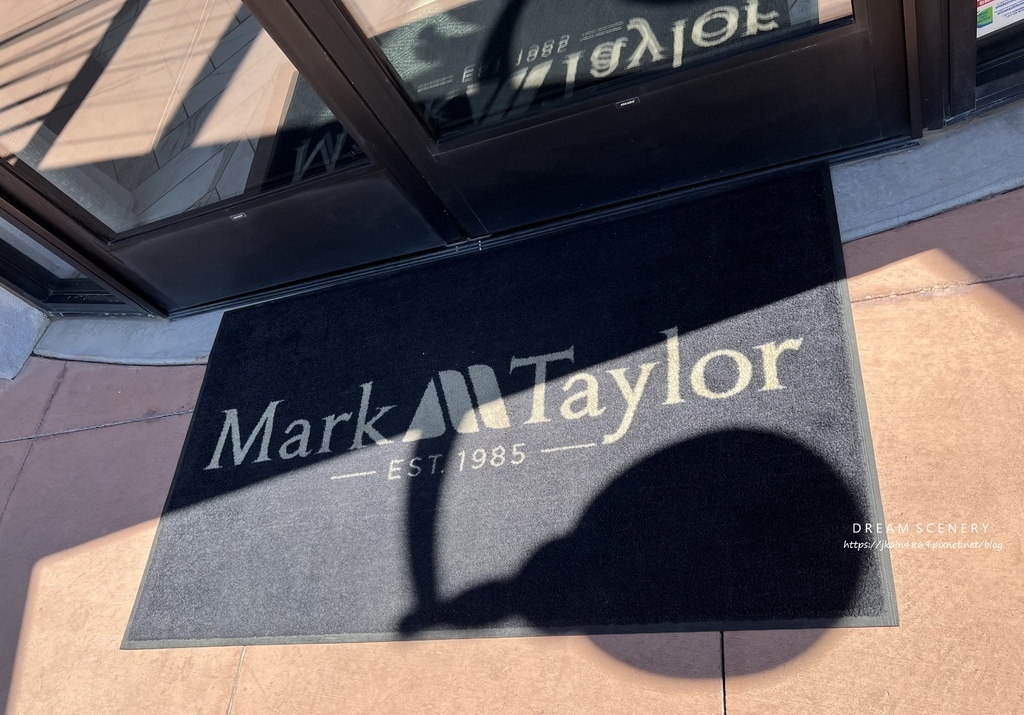 Mark Taylor
EST. 1985
DREAM SCENERY